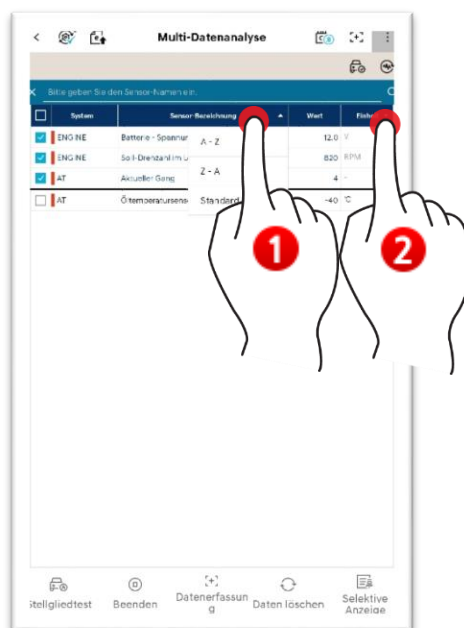 Multi-Datenanalyse
Bitte geben Sie den Sensor-Namen ein.
System Sensor-Bezeichnung Wert
ENGINE Batterie - Spannun 12.0 V
ENGINE Soll-Drehzahl im L 820 RPM
AT Aktueller Gang 4 -
AT Öltemperatursens -40 °C
A - Z
Z - A
Standard
1
2
Stellgliedtest Beenden Datenerfassun
g Daten löschen Selektive
Anzeige